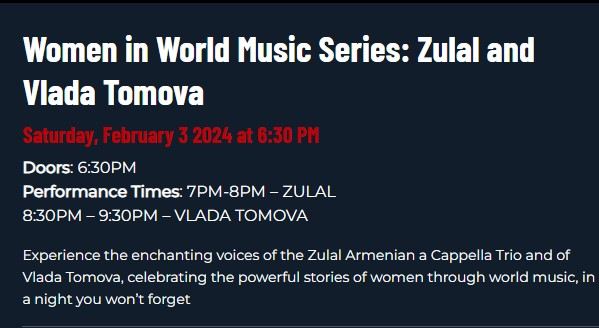 Women in World Music Series: Zulal and
Vlada Tomova
Saturday, February 3 2024 at 6:30 PM
Doors: 6:30PM
Performance Times: 7PM-8PM – ZULAL
8:30PM – 9:30PM – VLADA TOMOVA
Experience the enchanting voices of the Zulal Armenian a Cappella Trio and of
Vlada Tomova, celebrating the powerful stories of women through world music, in
a night you won’t forget